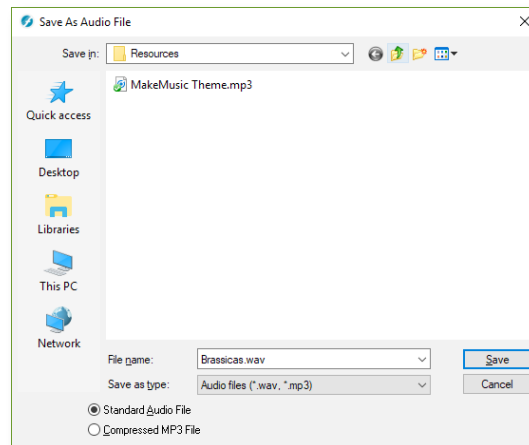 Save As Audio File
Save in: Resources
MakeMusic Theme.mp3
Quick access
Desktop
Libraries
This PC
Network
File name: Brassicas.wav Save
Save as type: Audio files (*.wav, *.mp3) Cancel
Standard Audio File
Compressed MP3 File